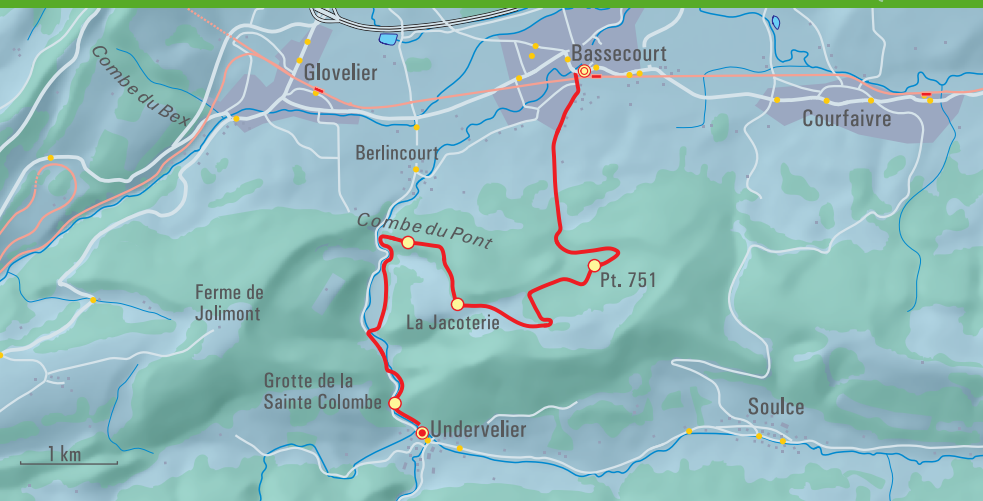 Bassecourt
Combe du Bex
Glovelier
Courfaivre
Berlincourt
Combe du Pont
Pt. 751
Ferme de
Jolimont
La Jacoterie
Grotte de la
Sainte Colombe
Soulce
Undervelier
1 km